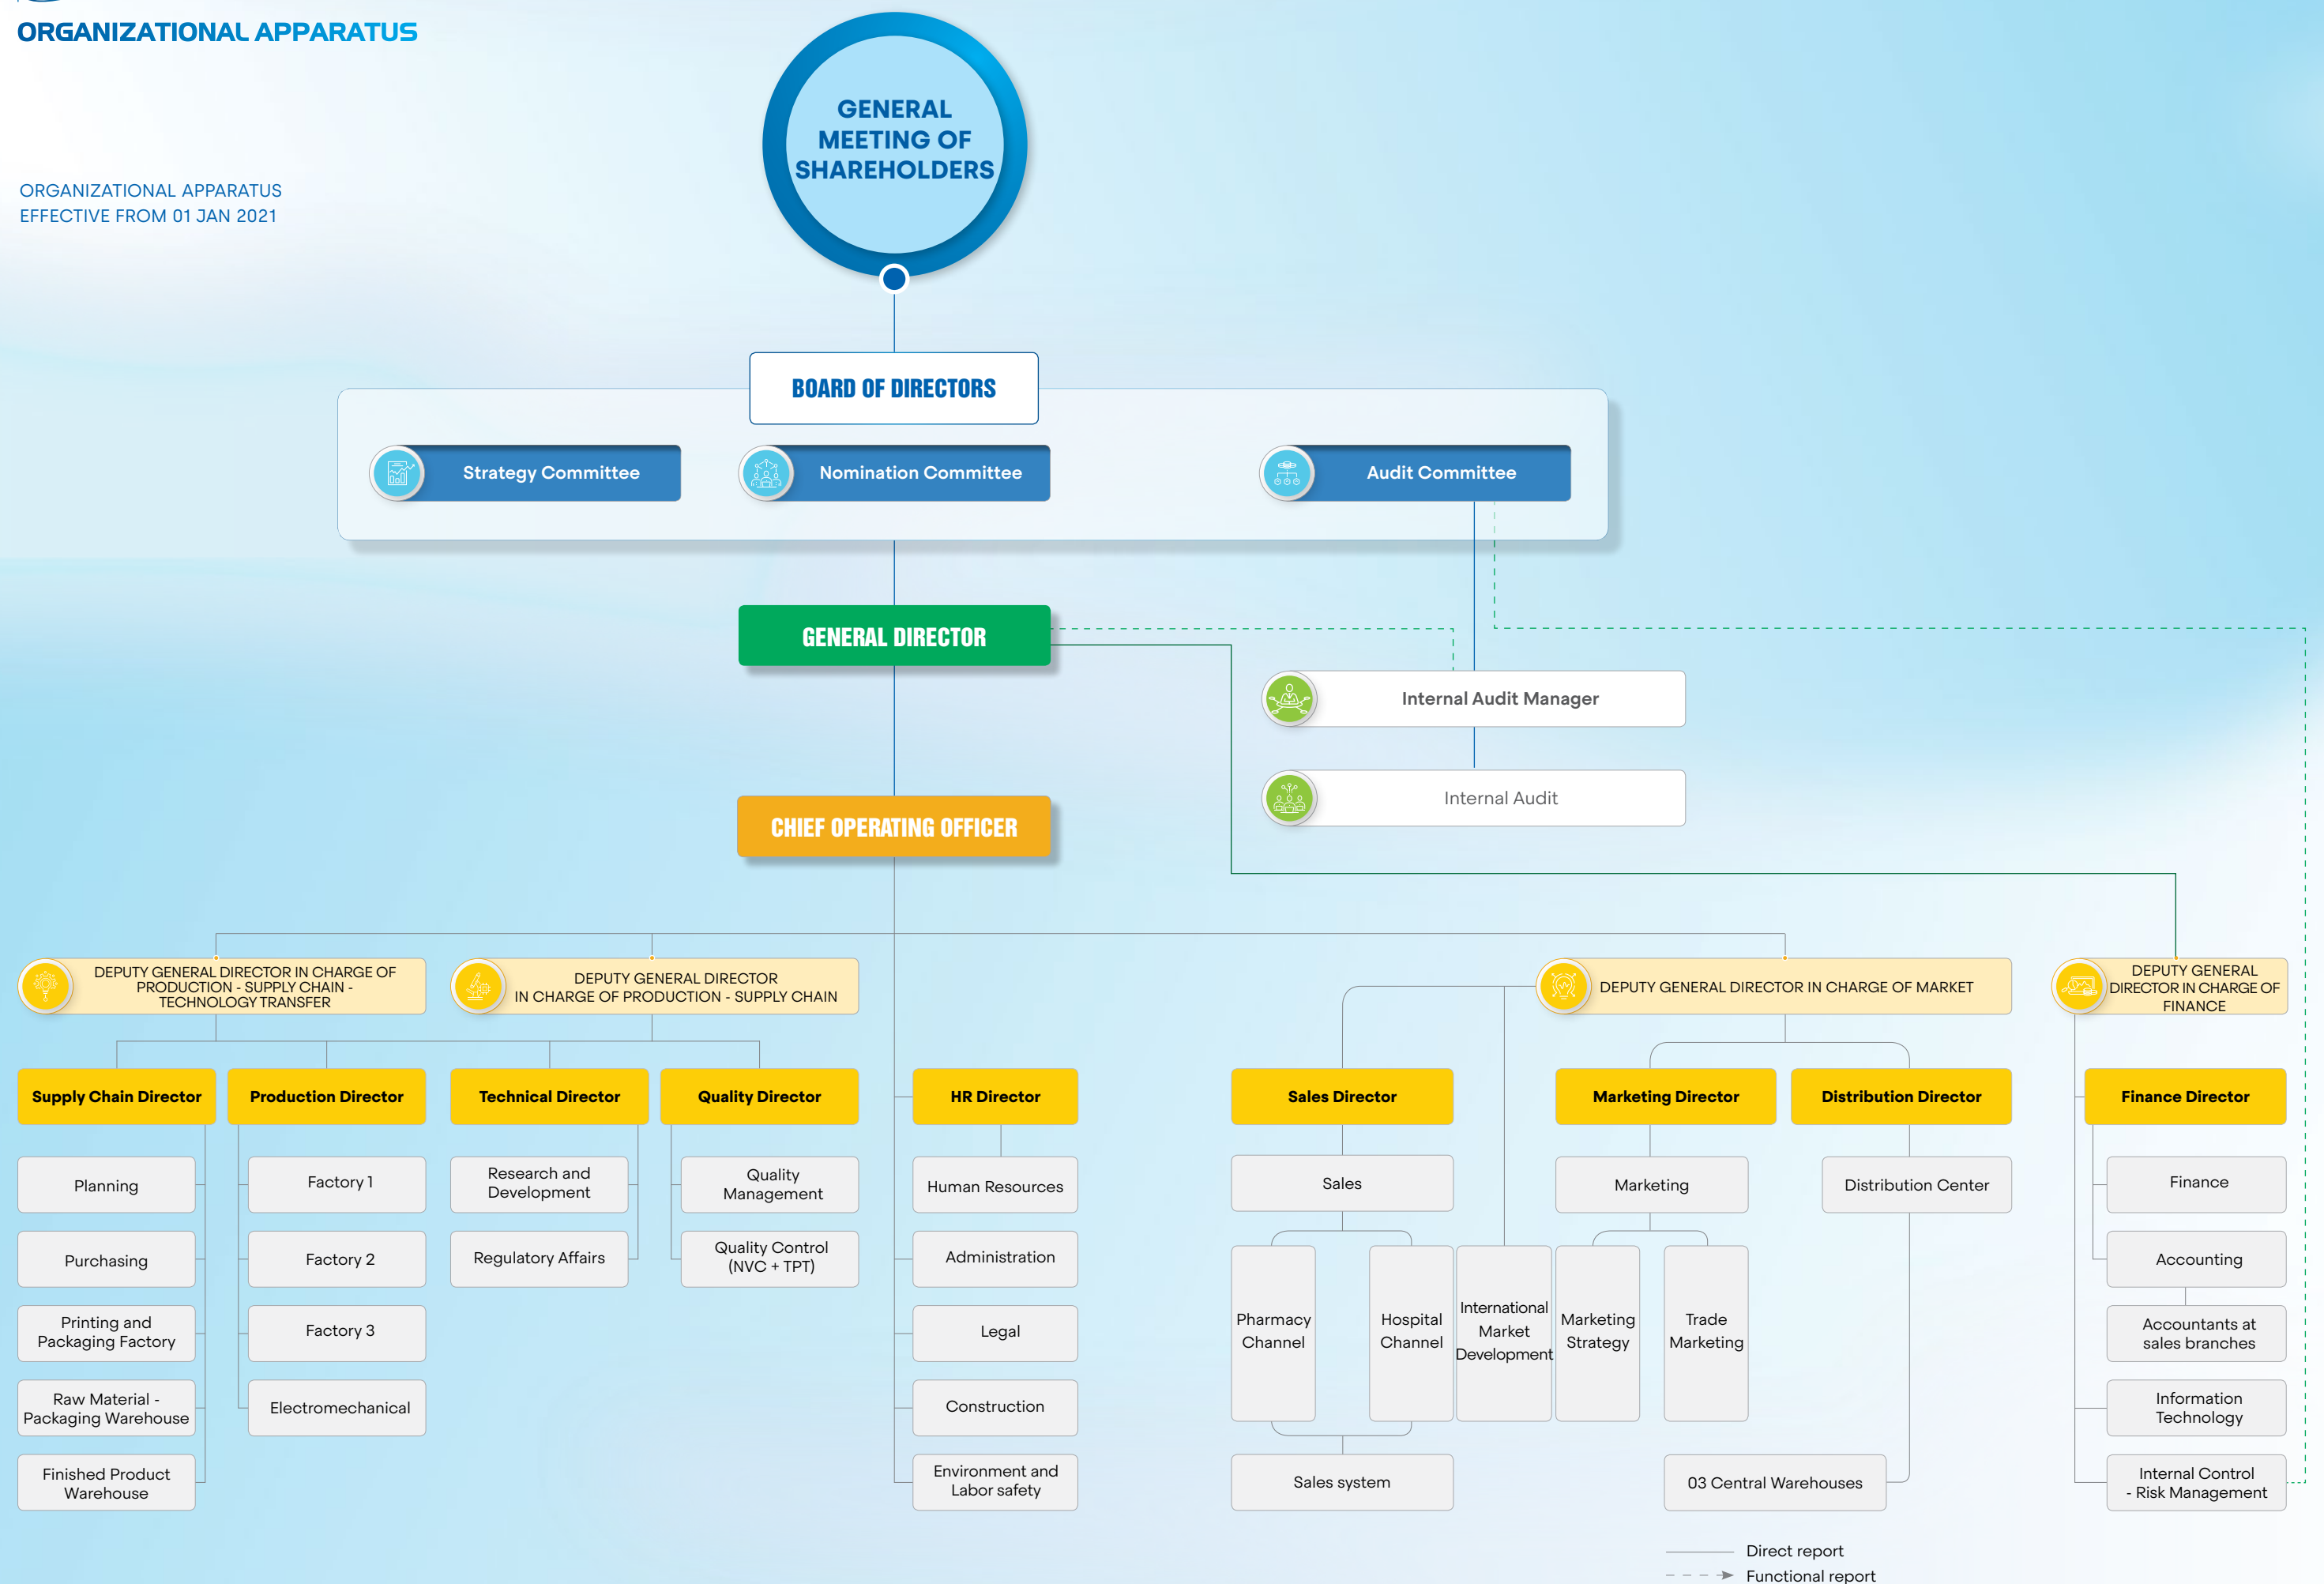 ORGANIZATIONAL APPARATUS
ORGANIZATIONAL APPARATUS
EFFECTIVE FROM 01 JAN 2021
GENERAL
MEETING OF
SHAREHOLDERS
BOARD OF DIRECTORS
Strategy Committee
Nomination Committee
Audit Committee
GENERAL DIRECTOR
Internal Audit Manager
Internal Audit
CHIEF OPERATING OFFICER
DEPUTY GENERAL DIRECTOR IN CHARGE OF
PRODUCTION - SUPPLY CHAIN -
TECHNOLOGY TRANSFER
DEPUTY GENERAL DIRECTOR
IN CHARGE OF PRODUCTION - SUPPLY CHAIN
DEPUTY GENERAL DIRECTOR IN CHARGE OF MARKET
DEPUTY GENERAL
DIRECTOR IN CHARGE OF
FINANCE
Supply Chain Director
Production Director
Technical Director
Quality Director
HR Director
Sales Director
Marketing Director
Distribution Director
Finance Director
Planning
Purchasing
Printing and
Packaging Factory
Raw Material -
Packaging Warehouse
Finished Product
Warehouse
Factory 1
Factory 2
Factory 3
Electromechanical
Research and
Development
Regulatory Affairs
Quality
Management
Quality Control
(NVC + TPT)
Human Resources
Administration
Legal
Construction
Environment and
Labor safety
Sales
Pharmacy
Channel
Hospital
Channel
International
Market
Development
Sales system
Marketing
Marketing
Strategy
Trade
Marketing
Distribution Center
03 Central Warehouses
Finance
Accounting
Accountants at
sales branches
Information
Technology
Internal Control
- Risk Management
Direct report
Functional report